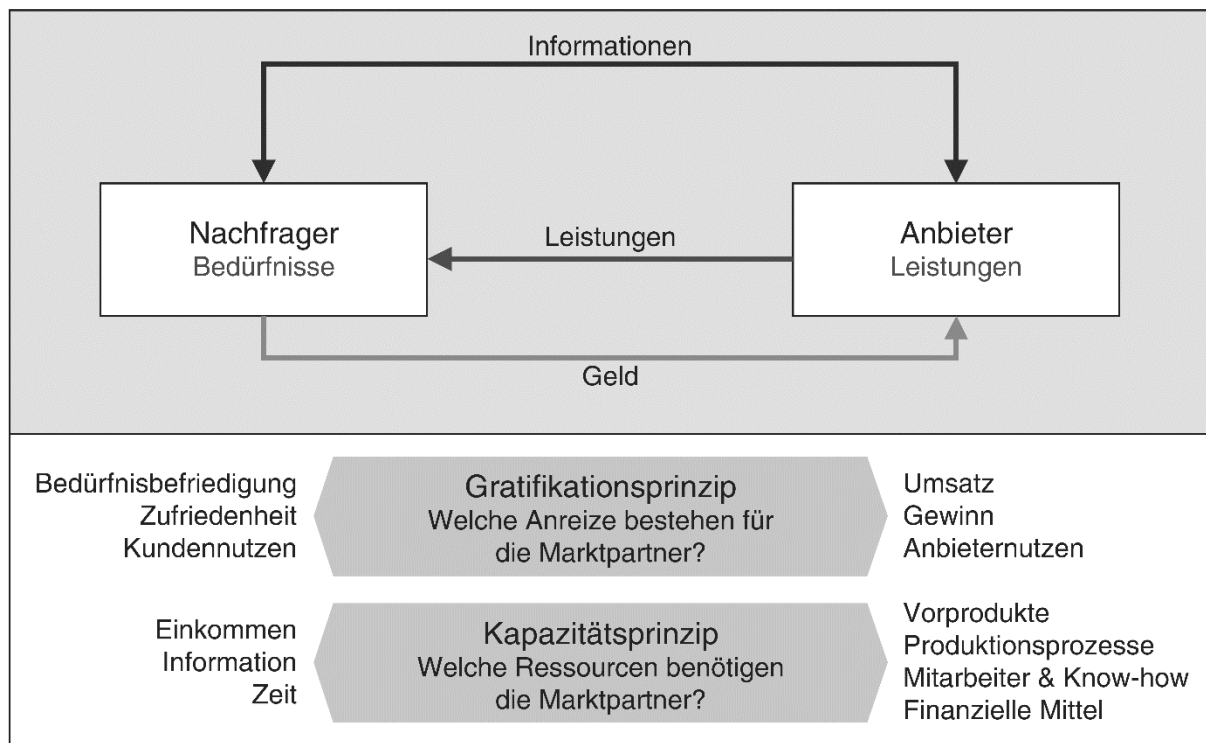 Informationen
Nachfrager
Bedürfnisse
Leistungen
Anbieter
Leistungen
Geld
Bedürfnisbefriedigung
Zufriedenheit
Kundennutzen
Gratifikationsprinzip
Welche Anreize bestehen für
die Marktpartner?
Umsatz
Gewinn
Anbieternutzen
Einkommen
Information
Zeit
Kapazitätsprinzip
Welche Ressourcen benötigen
die Marktpartner?
Vorprodukte
Produktionsprozesse
Mitarbeiter & Know-how
Finanzielle Mittel